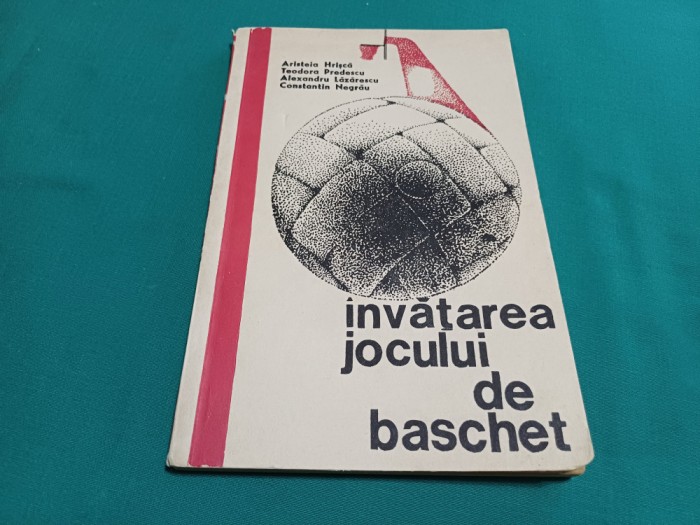 Aristeia Hrișcă
Teodora Predescu
Alexandru Lăzărescu
Constantin Negrău
învățarea
jocului
de
baschet